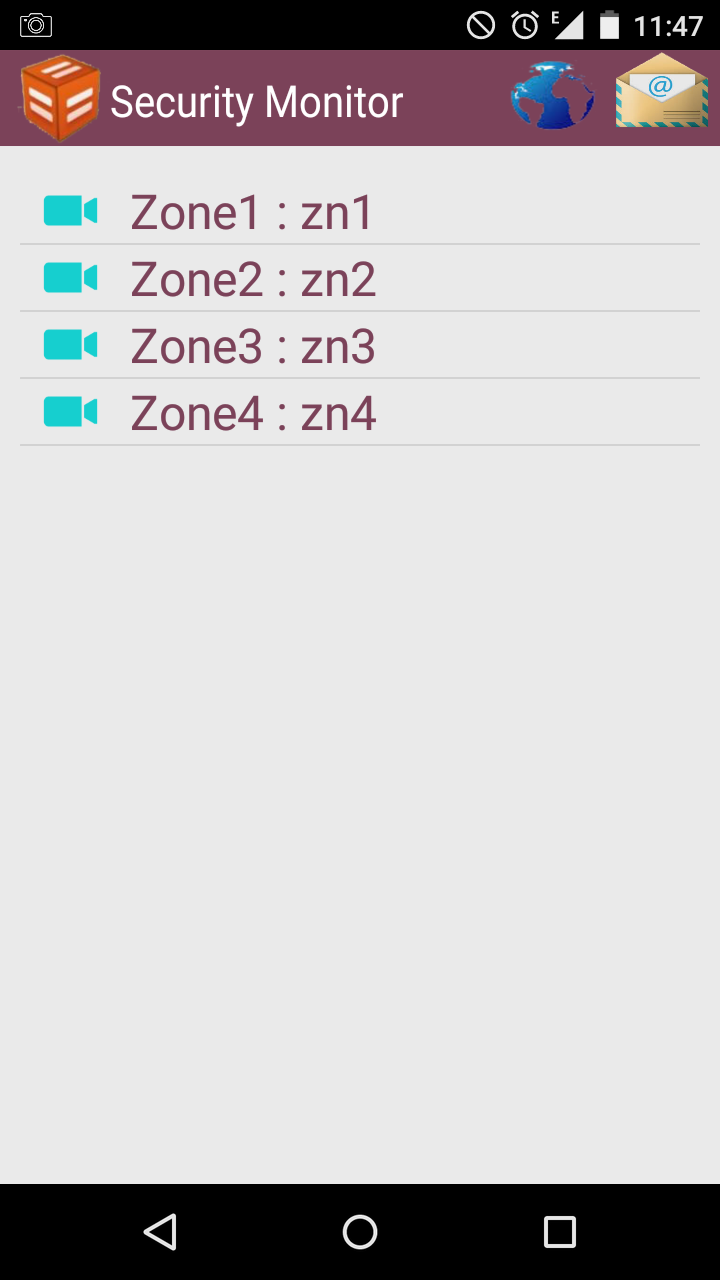 E 11:47
Security Monitor
@
Zone1 : zn1
Zone2 : zn2
Zone3 : zn3
Zone4 : zn4